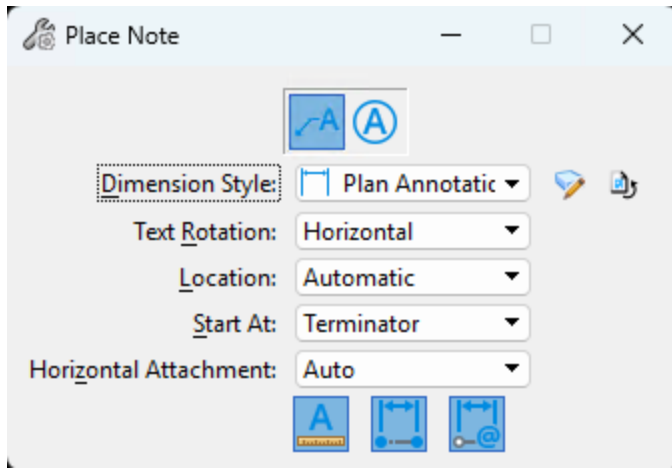 Place Note
A A
Dimension Style: Plan Annotatic
Text Rotation: Horizontal
Location: Automatic
Start At: Terminator
Horizontal Attachment: Auto
A @